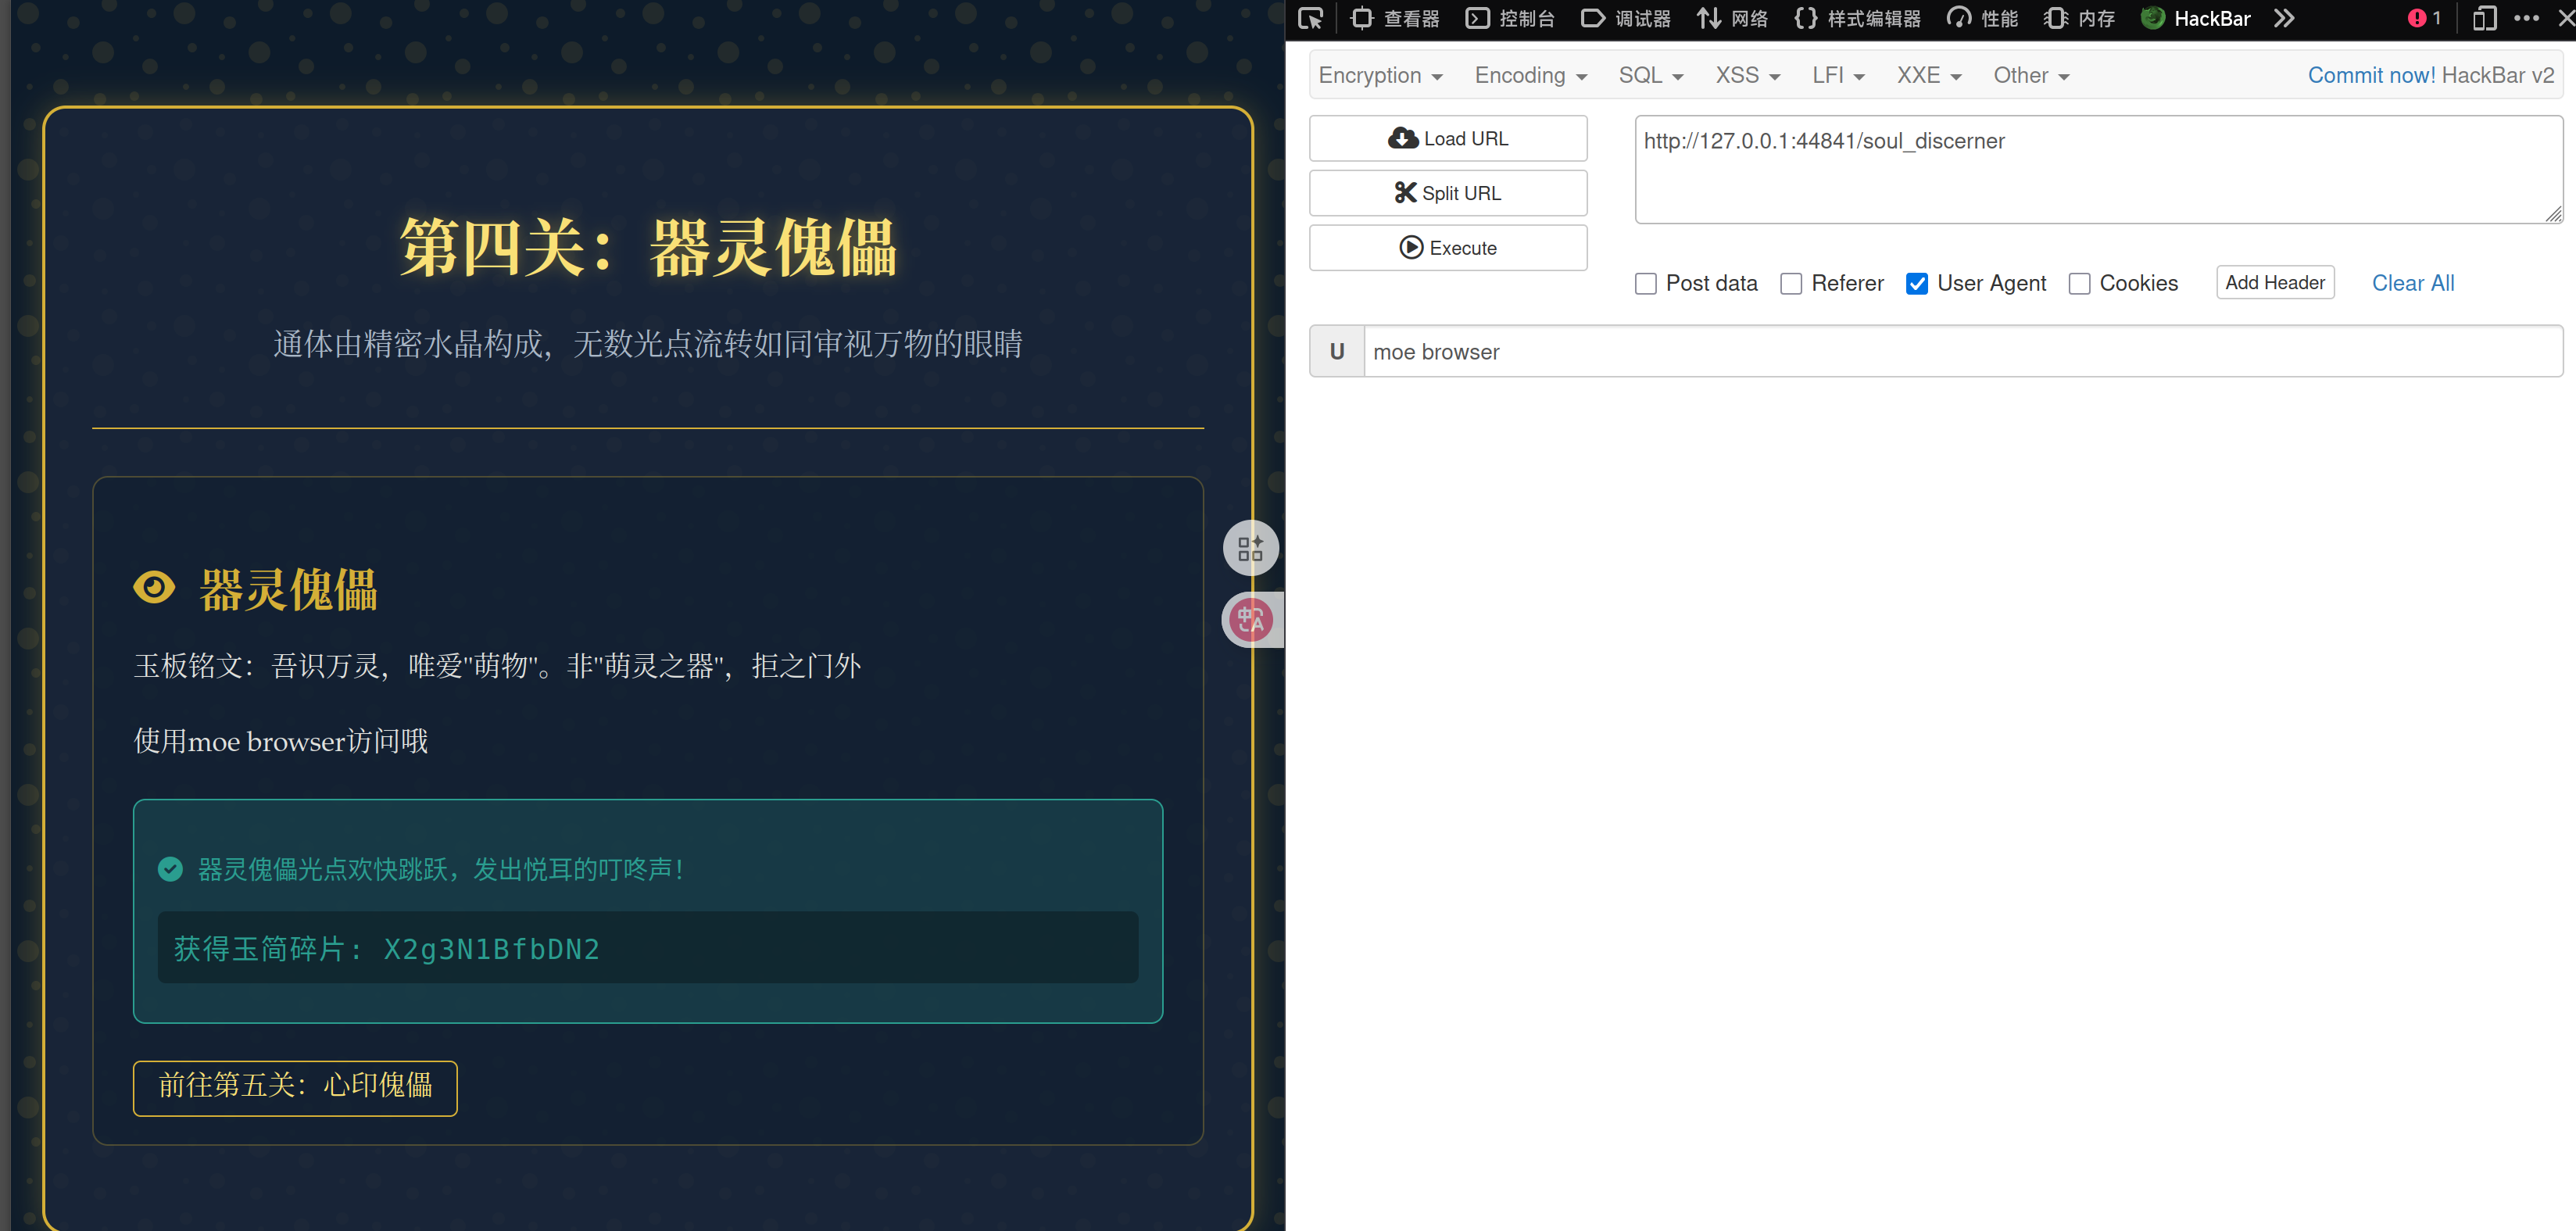 第四关：器灵傀儡
通体由精密水晶构成，无数光点流转如同审视万物的眼睛
器灵傀儡
玉板铭文：吾识万灵，唯爱"萌物"。非"萌灵之器"，拒之门外
使用moe browser访问哦
器灵傀儡光点欢快跳跃，发出悦耳的叮咚声！
获得玉简碎片: X2g3N1BfbDN2
前往第五关：心印傀儡
查看器 控制台 调试器 网络 样式编辑器 性能 内存 HackBar 1
Encryption Encoding SQL XSS LFI XXE Other Commit now! HackBar v2
Load URL
Split URL
Execute
http://127.0.0.1:44841/soul_discerner
Post data Referer User Agent Cookies Add Header Clear All
U moe browser